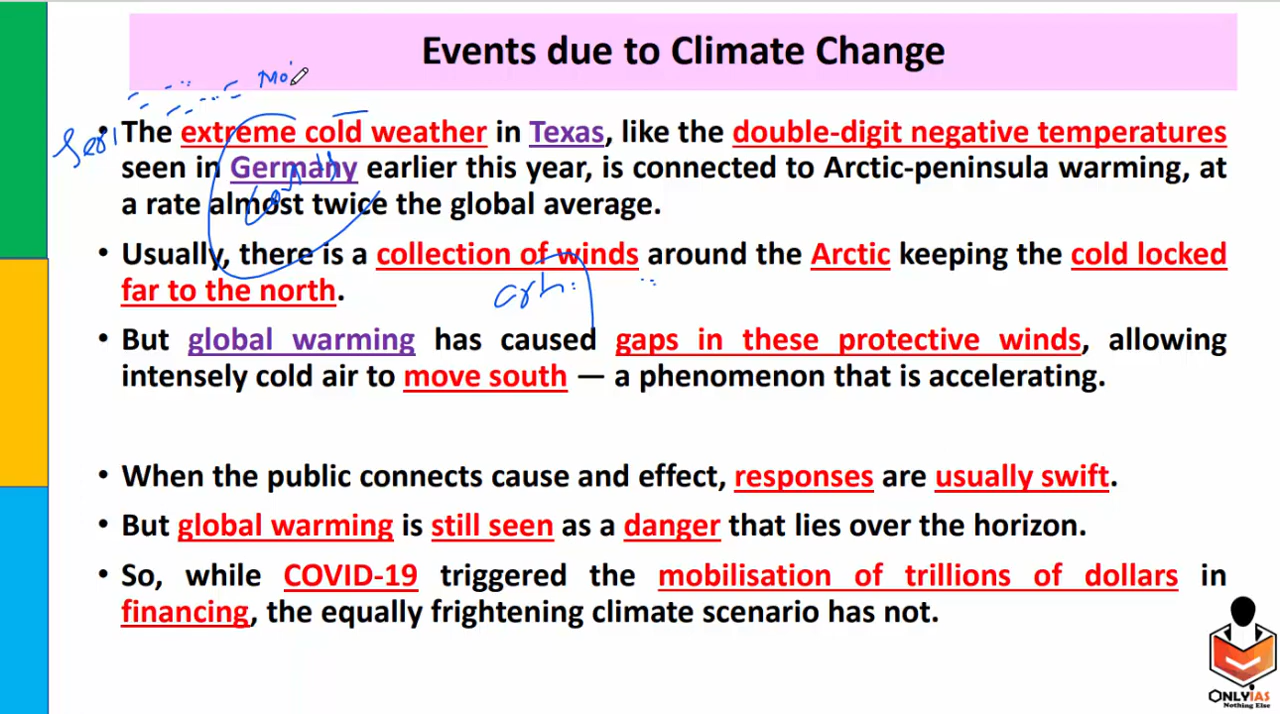 Events due to Climate Change
• The extreme cold weather in Texas, like the double-digit negative temperatures
seen in Germany earlier this year, is connected to Arctic-peninsula warming, at
a rate almost twice the global average.
• Usually, there is a collection of winds around the Arctic keeping the cold locked
far to the north.
• But global warming has caused gaps in these protective winds, allowing
intensely cold air to move south — a phenomenon that is accelerating.
• When the public connects cause and effect, responses are usually swift.
• But global warming is still seen as a danger that lies over the horizon.
• So, while COVID-19 triggered the mobilisation of trillions of dollars in
financing, the equally frightening climate scenario has not.
ONLYIAS
Nothing Else